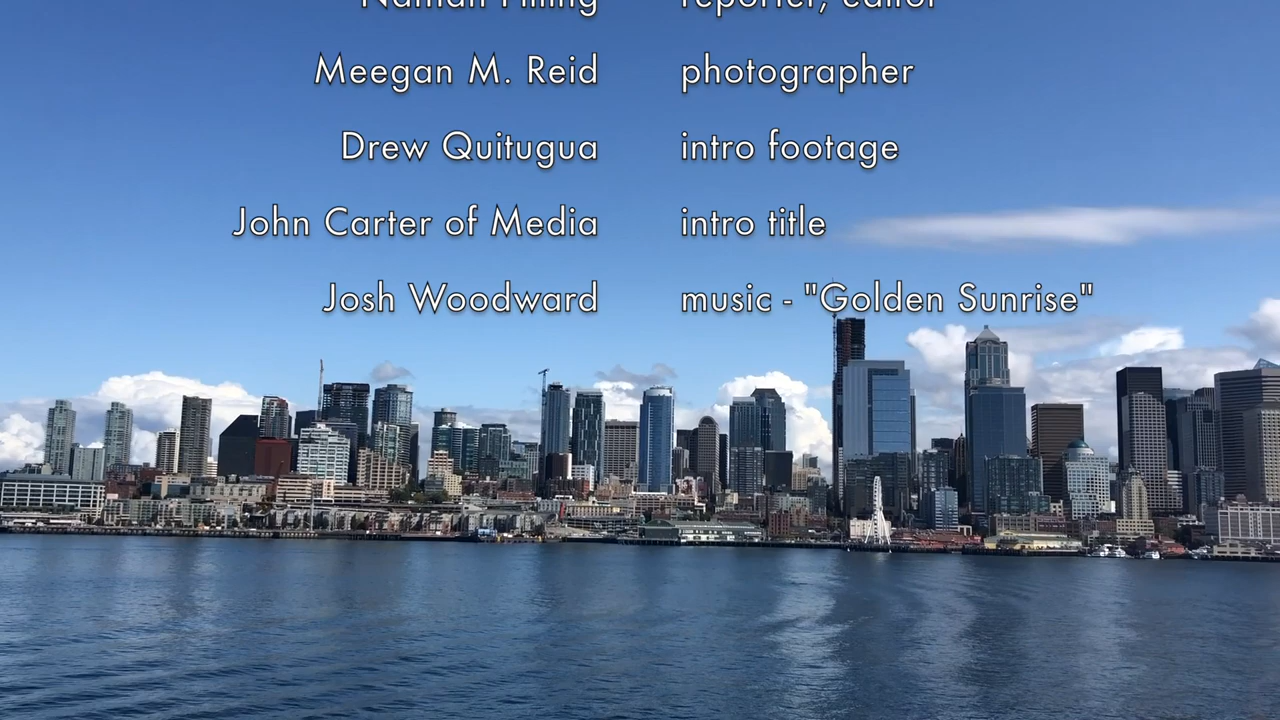 Meegan M. Reid photographer
Drew Quitugua intro footage
John Carter of Media intro title
Josh Woodward music - "Golden Sunrise"